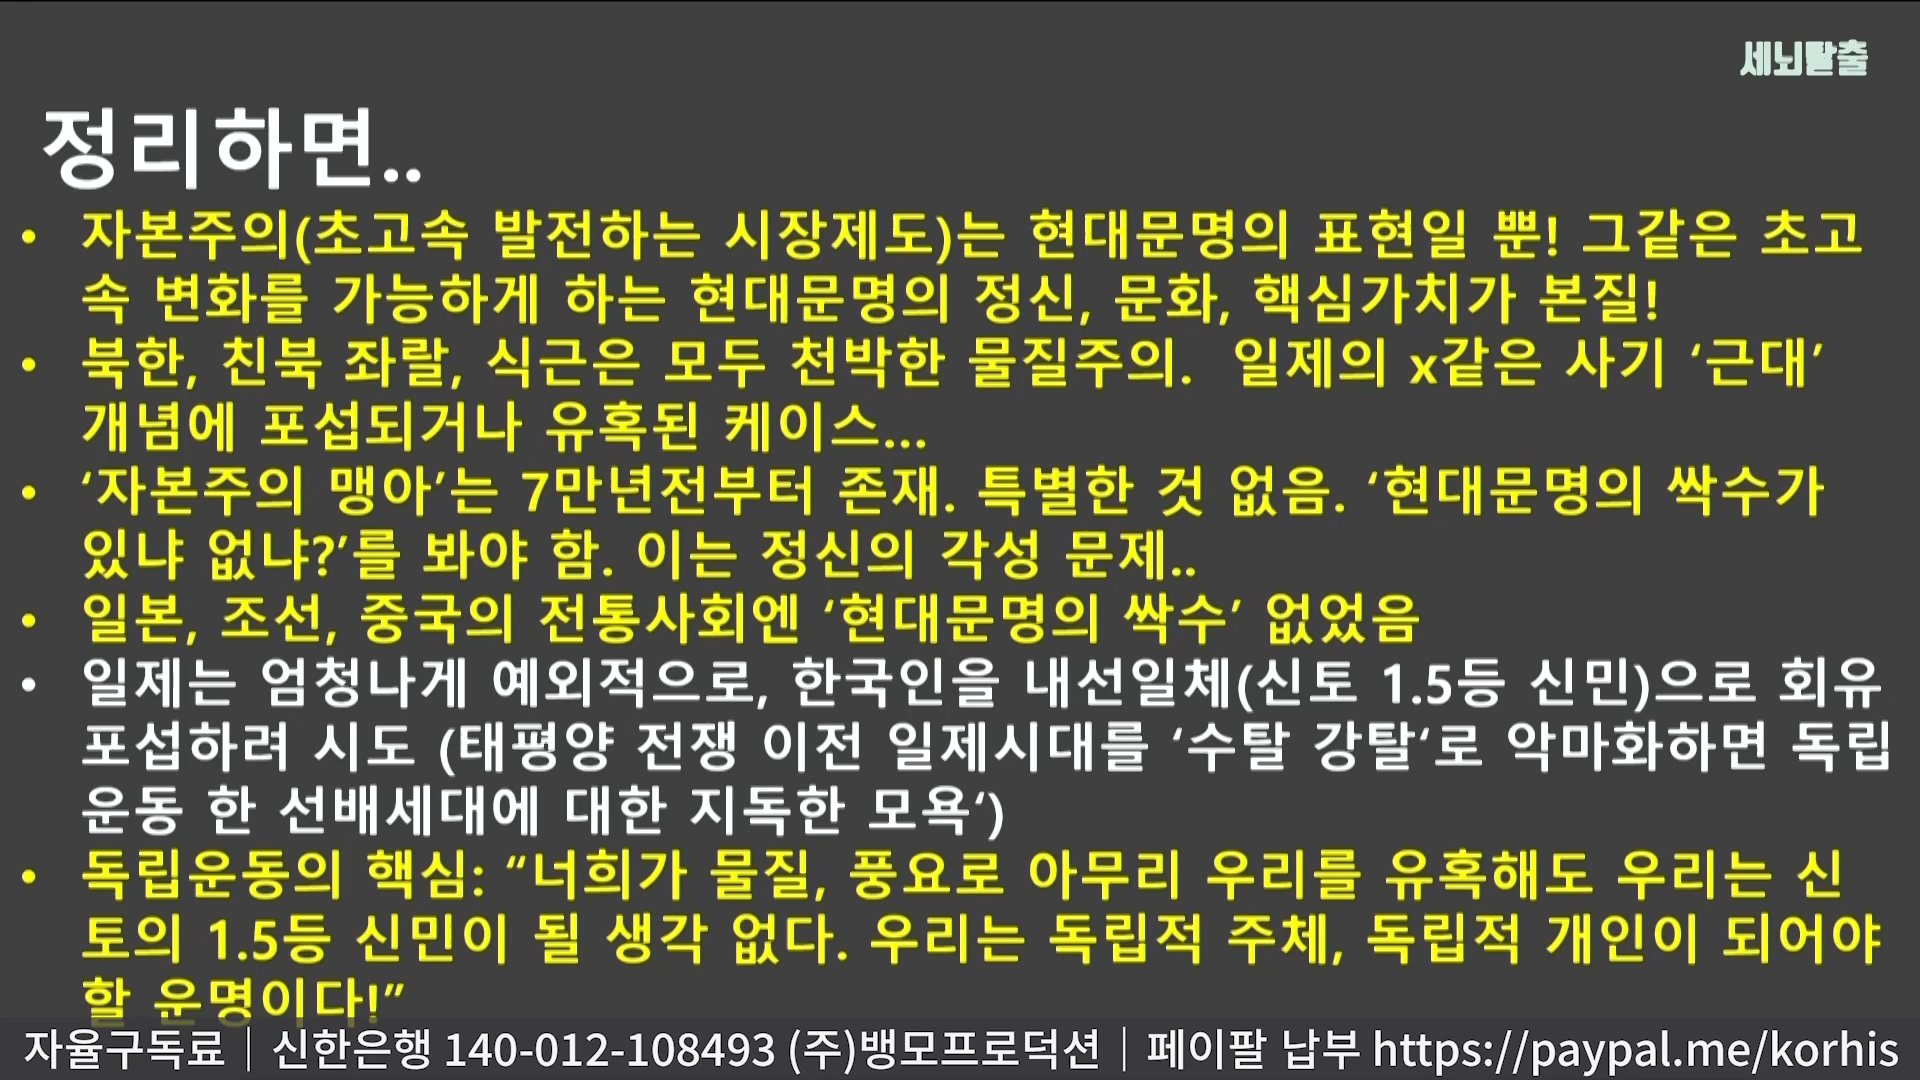 세뇌탈출
정리하면..
• 자본주의(초고속 발전하는 시장제도)는 현대문명의 표현일 뿐! 그같은 초고
속 변화를 가능하게 하는 현대문명의 정신, 문화, 핵심가치가 본질!
• 북한, 친북 좌랄, 식근은 모두 천박한 물질주의.  일제의 x같은 사기 ‘근대’
개념에 포섭되거나 유혹된 케이스...
• ‘자본주의 맹아’는 7만년전부터 존재. 특별한 것 없음. ‘현대문명의 싹수가
있냐 없냐?’를 봐야 함. 이는 정신의 각성 문제..
• 일본, 조선, 중국의 전통사회엔 ‘현대문명의 싹수’ 없었음
• 일제는 엄청나게 예외적으로, 한국인을 내선일체(신토 1.5등 신민)으로 회유
포섭하려 시도 (태평양 전쟁 이전 일제시대를 ‘수탈 강탈‘로 악마화하면 독립
운동 한 선배세대에 대한 지독한 모욕‘)
• 독립운동의 핵심: “너희가 물질, 풍요로 아무리 우리를 유혹해도 우리는 신
토의 1.5등 신민이 될 생각 없다. 우리는 독립적 주체, 독립적 개인이 되어야
할 운명이다!”
자율구독료 | 신한은행 140-012-108493 (주)뱅모프로덕션 | 페이팔 납부 https://paypal.me/korhis